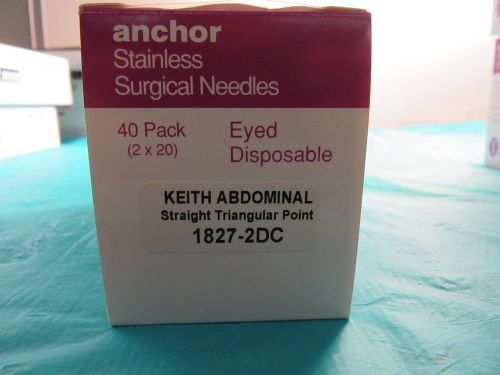 anchor
Stainless
Surgical Needles
40 Pack
(2 x 20)
Eyed
Disposable
KEITH ABDOMINAL
Straight Triangular Point
1827-2DC